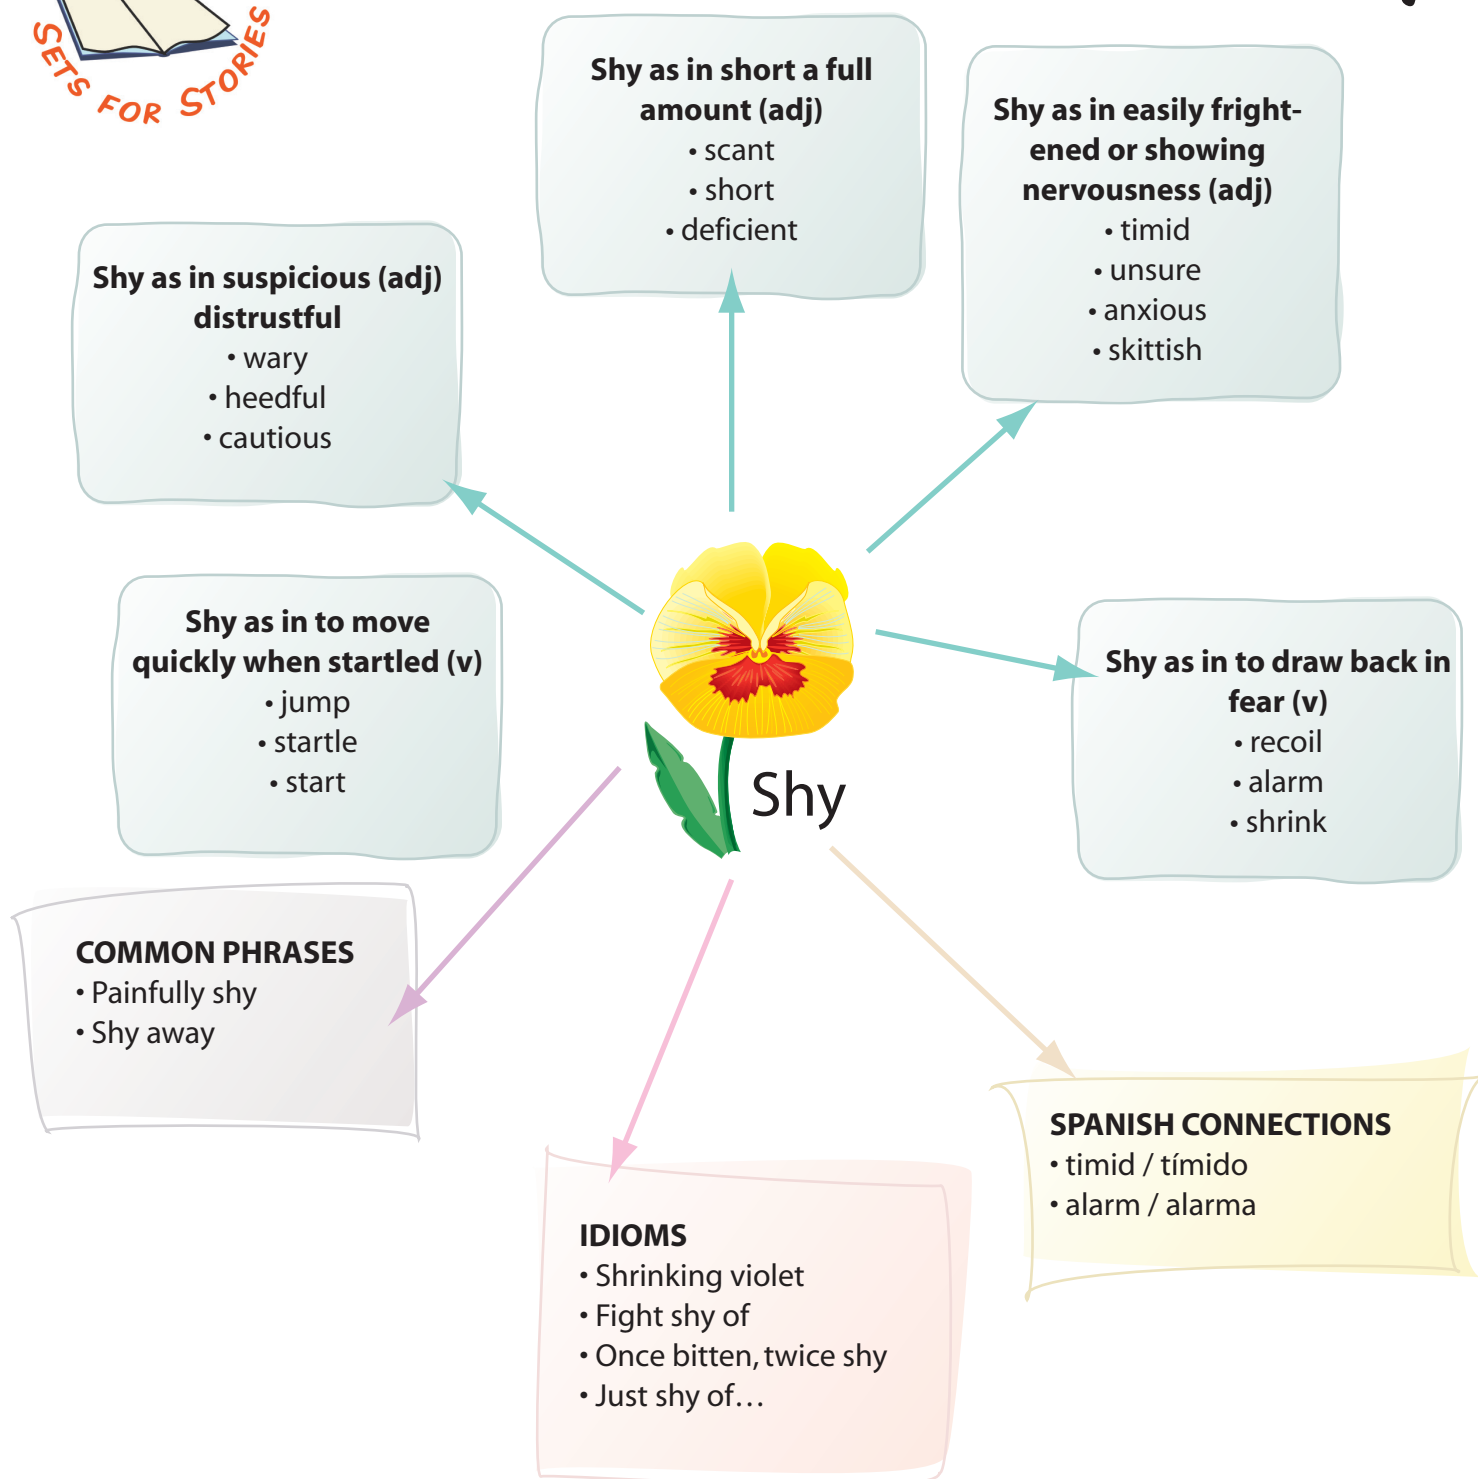 SETS FOR STORIES
Shy as in short a full
amount (adj)
• scant
• short
• deficient
Shy as in easily fright-
ened or showing
nervousness (adj)
• timid
• unsure
• anxious
• skittish
Shy as in suspicious (adj)
distrustful
• wary
• heedful
• cautious
Shy as in to move
quickly when startled (v)
• jump
• startle
• start
Shy as in to draw back in
fear (v)
• recoil
• alarm
• shrink
Shy
COMMON PHRASES
• Painfully shy
• Shy away
SPANISH CONNECTIONS
• timid / tímido
• alarm / alarma
IDIOMS
• Shrinking violet
• Fight shy of
• Once bitten, twice shy
• Just shy of…